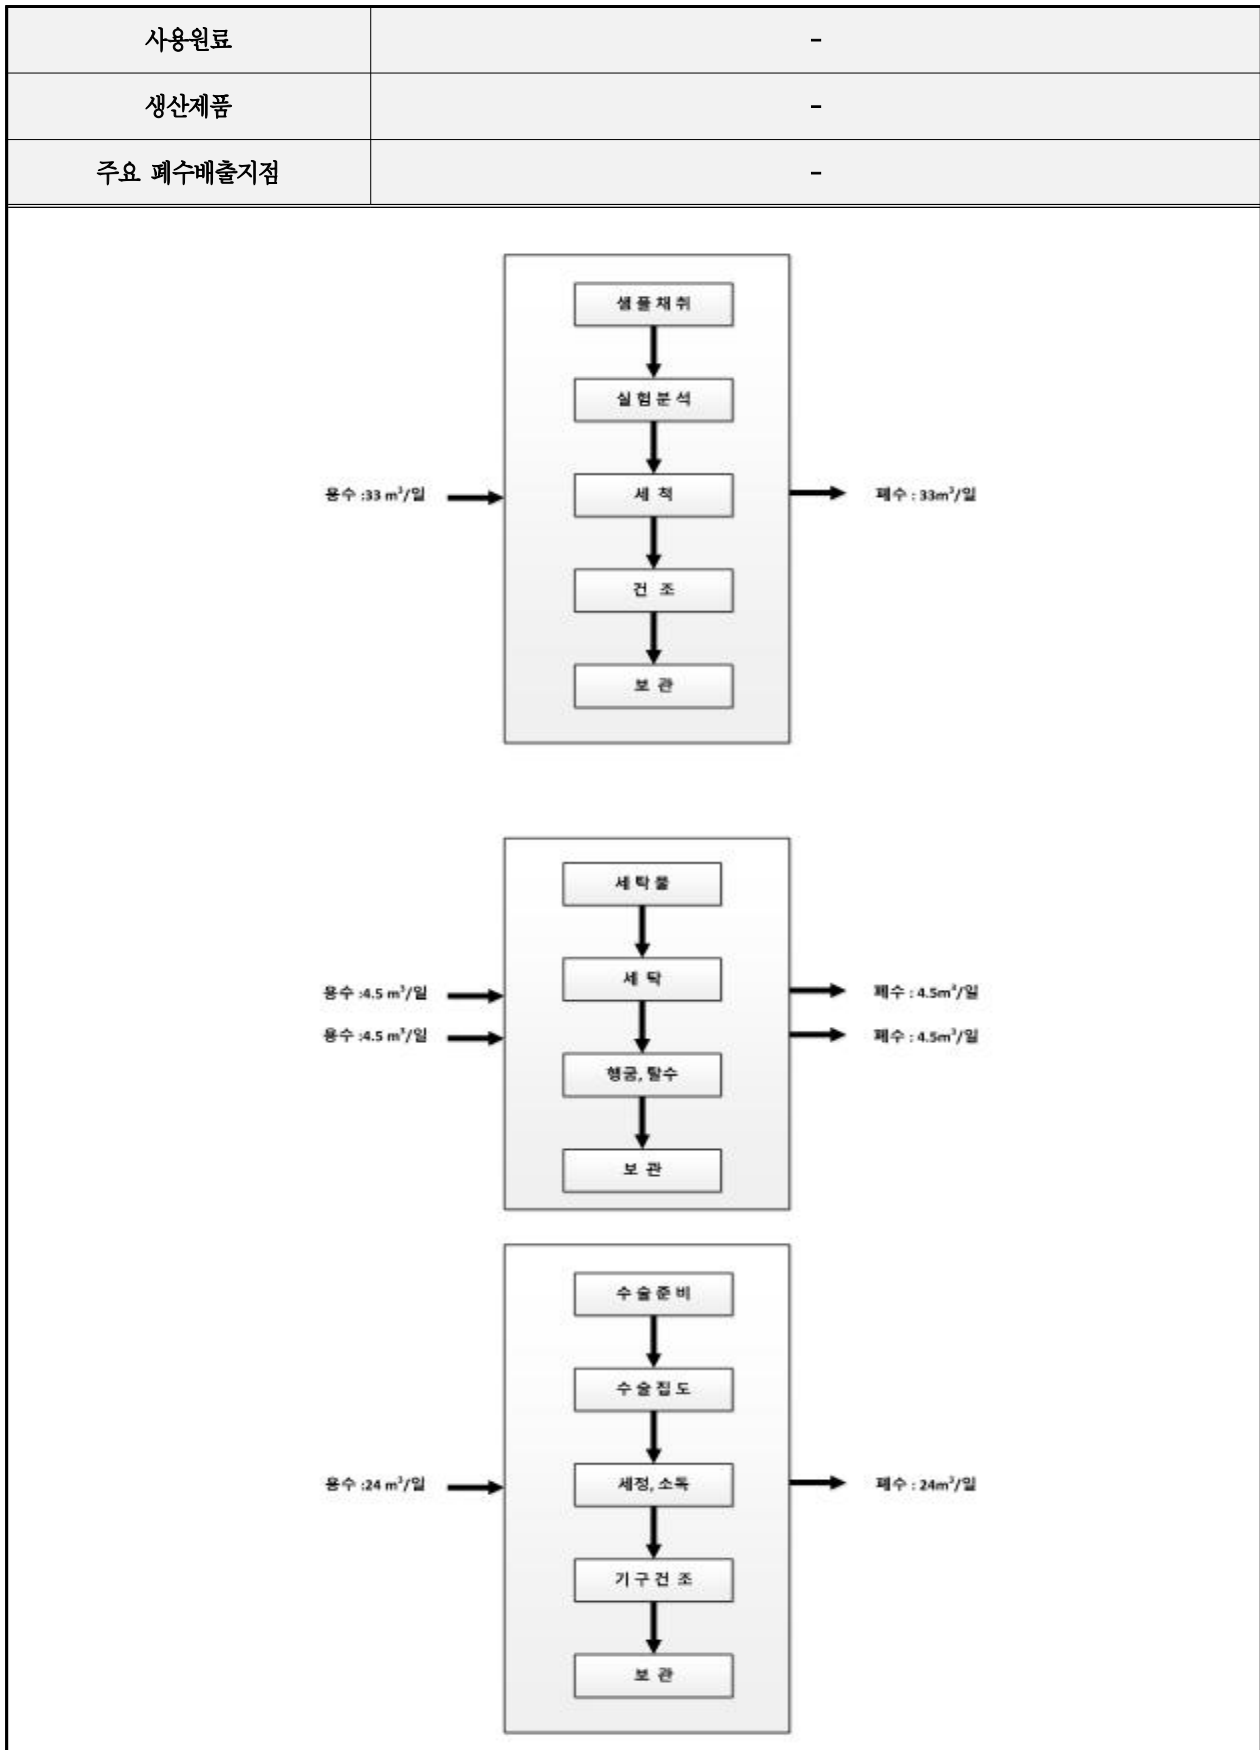 사용원료 -
생산제품 -
주요 폐수배출지점 -
샘 플 채 취
실 험 분 석
용수 :33 m³/일 세 척 폐수 : 33m³/일
건 조
보 관
세 탁 물
세 탁
용수 :4.5 m³/일 폐수 : 4.5m³/일
용수 :4.5 m³/일 폐수 : 4.5m³/일
행굼, 탈수
보 관
수 술 준 비
수 술 집 도
용수 :24 m³/일 세정, 소독 폐수 : 24m³/일
기 구 건 조
보 관